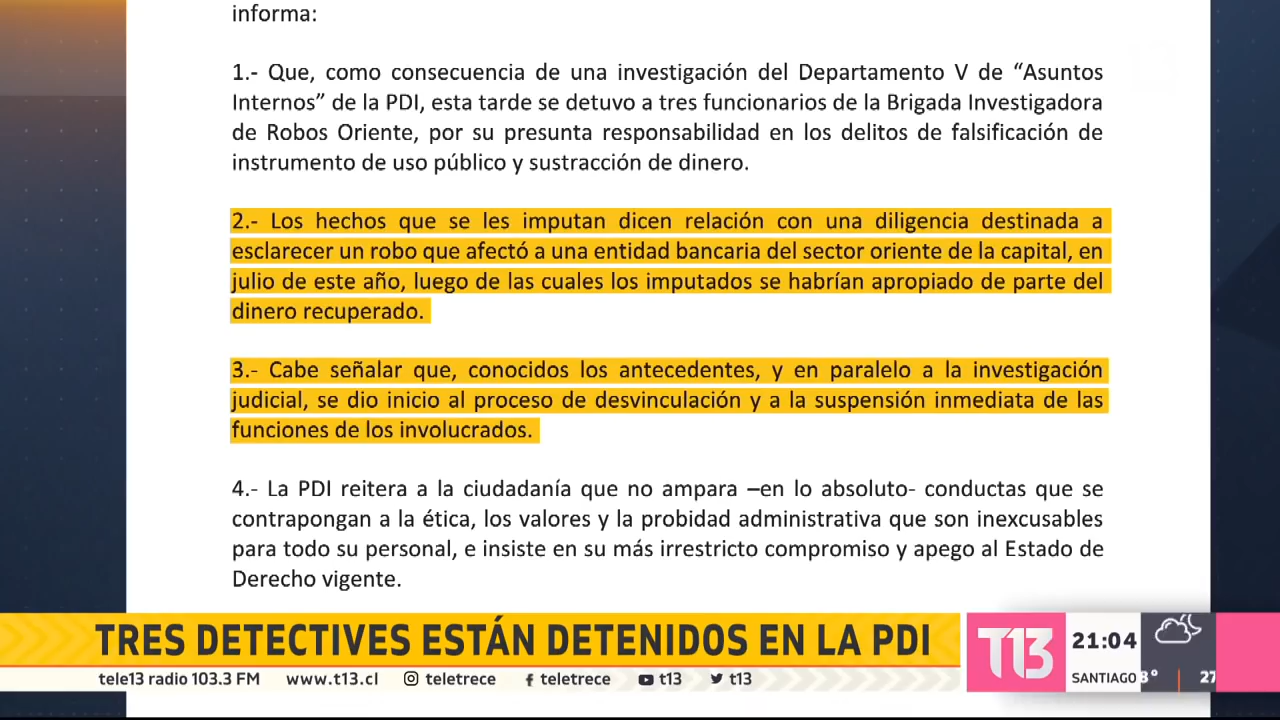 informa:
1.- Que, como consecuencia de una investigación del Departamento V de “Asuntos
Internos” de la PDI, esta tarde se detuvo a tres funcionarios de la Brigada Investigadora
de Robos Oriente, por su presunta responsabilidad en los delitos de falsificación de
instrumento de uso público y sustracción de dinero.
2.- Los hechos que se les imputan dicen relación con una diligencia destinada a
esclarecer un robo que afectó a una entidad bancaria del sector oriente de la capital, en
julio de este año, luego de las cuales los imputados se habrían apropiado de parte del
dinero recuperado.
3.- Cabe señalar que, conocidos los antecedentes, y en paralelo a la investigación
judicial, se dio inicio al proceso de desvinculación y a la suspensión inmediata de las
funciones de los involucrados.
4.- La PDI reitera a la ciudadanía que no ampara –en lo absoluto- conductas que se
contrapongan a la ética, los valores y la probidad administrativa que son inexcusables
para todo su personal, e insiste en su más irrestricto compromiso y apego al Estado de
Derecho vigente.
TRES DETECTIVES ESTÁN DETENIDOS EN LA PDI
tele13 radio 103.3 FM www.t13.cl teletrece teletrece t13 t13
T13
21:04
SANTIAGO
27